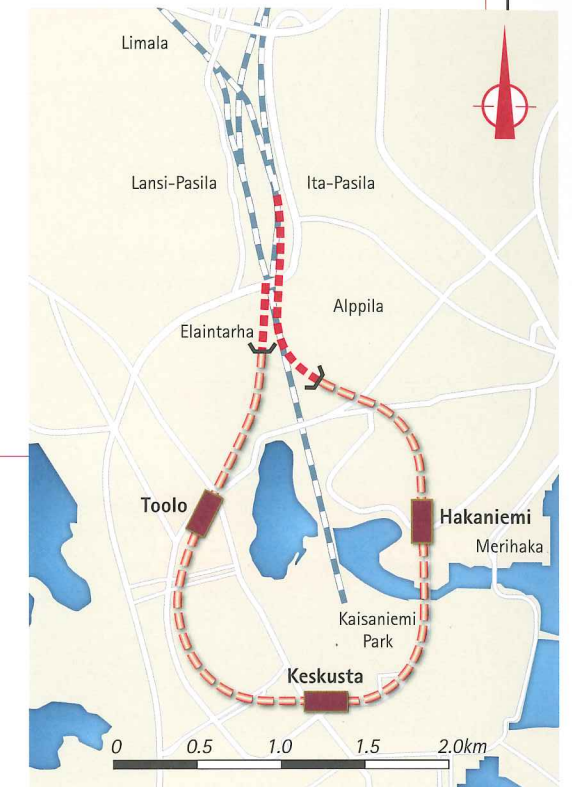 Limala
Lansi-Pasila
Ita-Pasila
Alppila
Elaintarha
Toolo
Hakaniemi
Merihaka
Kaisaniemi
Park
Keskusta
0 0.5 1.0 1.5 2.0km